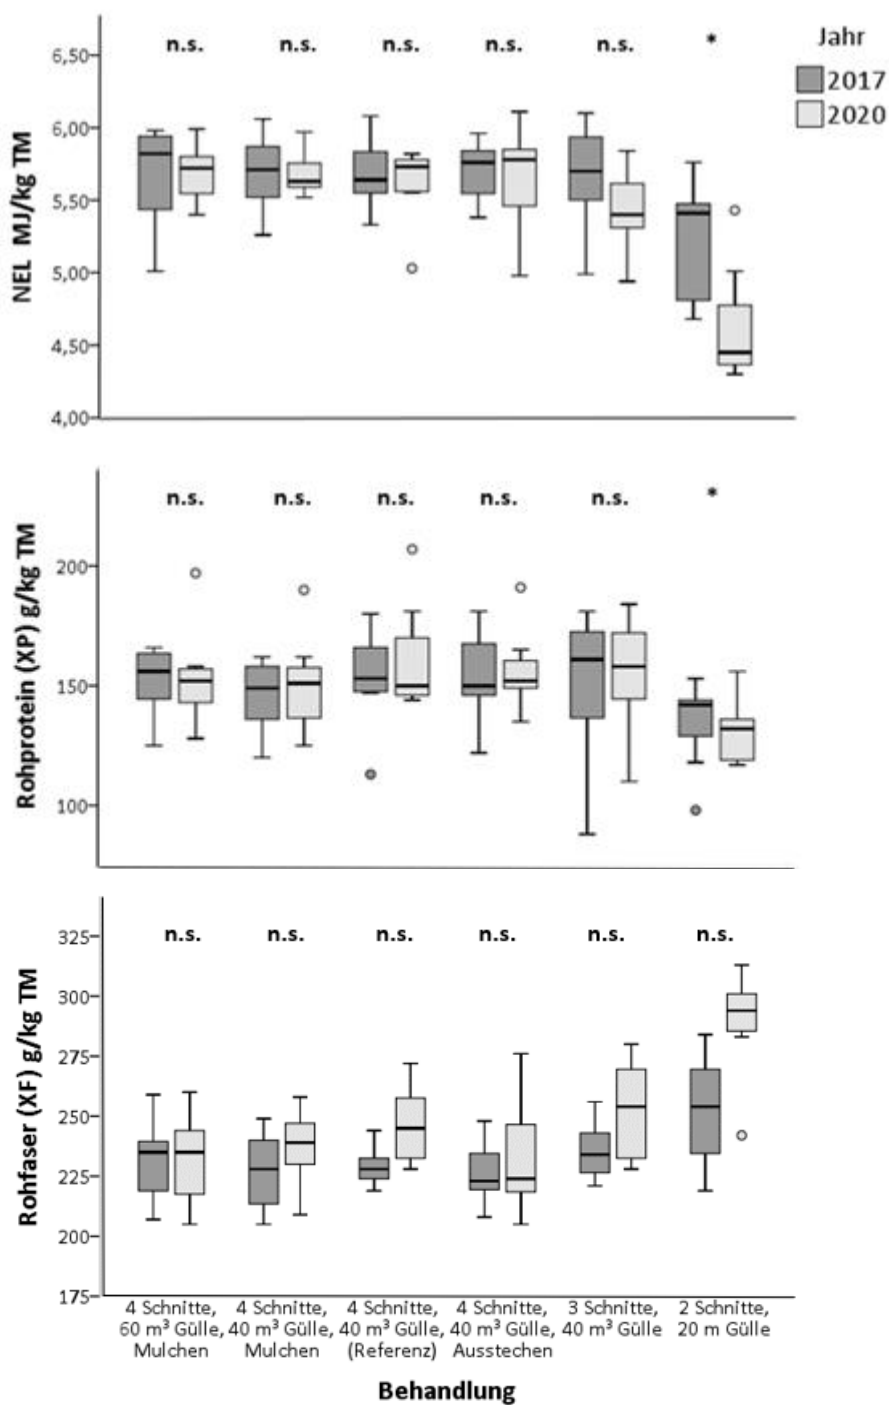 n.s. n.s. n.s. n.s. n.s. *
Jahr
2017
2020
NEL MJ/kg TM
6,50
6,00
5,50
5,00
4,50
4,00
n.s. n.s. n.s. n.s. n.s. *
Rohprotein (XP) g/kg TM
200
150
100
n.s. n.s. n.s. n.s. n.s. n.s.
Rohfaser (XF) g/kg TM
325
300
275
250
225
200
175
4 Schnitte,
60 m³ Gülle,
Mulchen
4 Schnitte,
40 m³ Gülle,
Mulchen
4 Schnitte,
40 m³ Gülle,
(Referenz)
4 Schnitte,
40 m³ Gülle,
Ausstechen
3 Schnitte,
40 m³ Gülle
2 Schnitte,
20 m Gülle
Behandlung